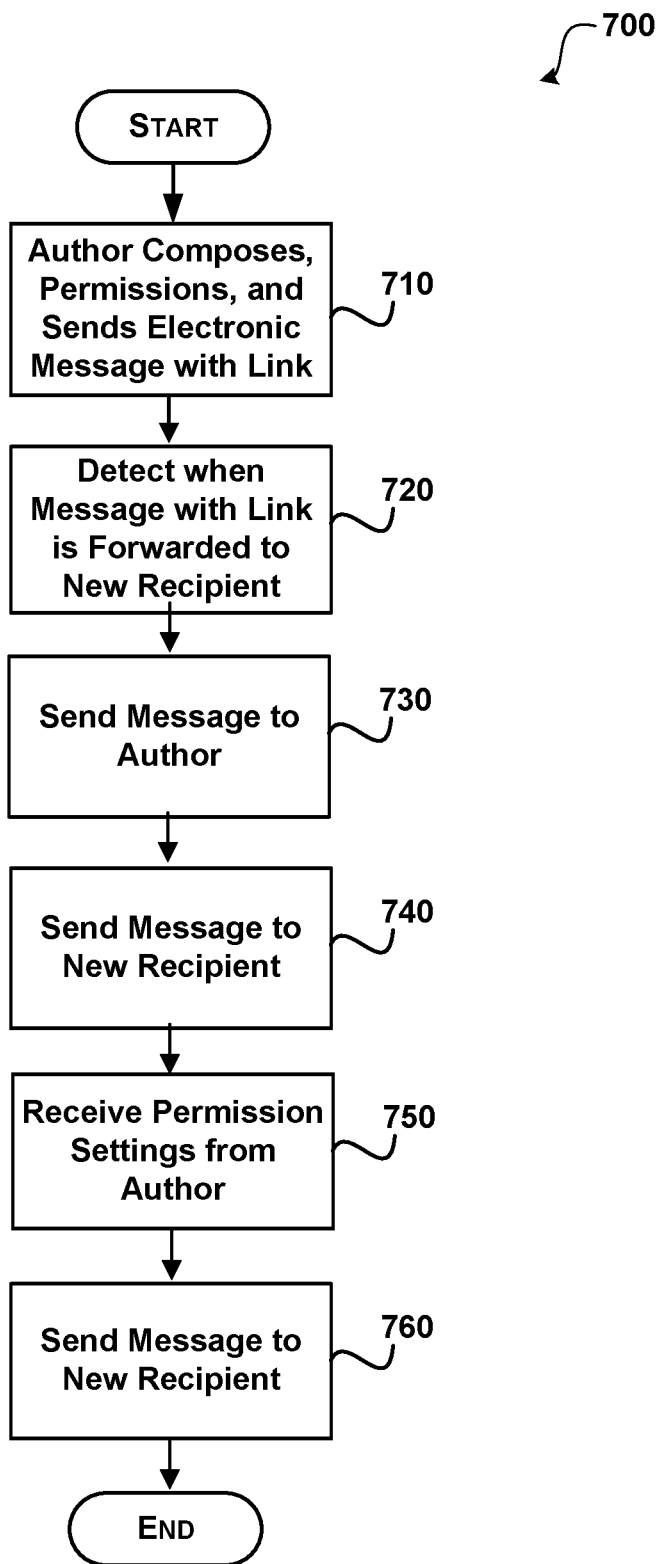 700
START
Author Composes,
Permissions, and
Sends Electronic
Message with Link
710
Detect when
Message with Link
is Forwarded to
New Recipient
720
Send Message to
Author
730
Send Message to
New Recipient
740
Receive Permission
Settings from
Author
750
Send Message to
New Recipient
760
END